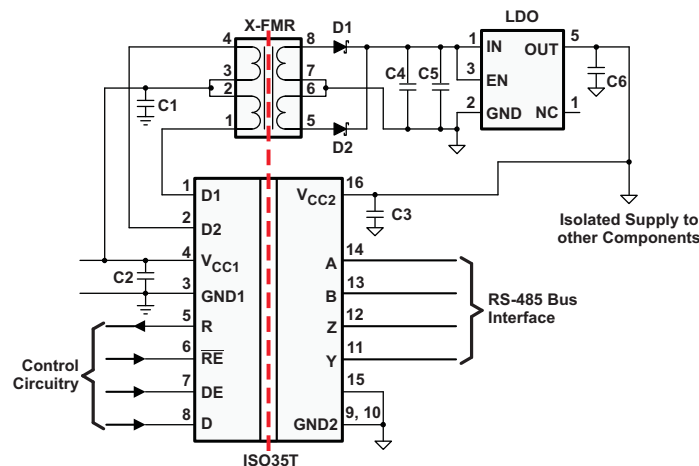 X-FMR
D1
LDO
4
8
1
IN
OUT
5
3
7
C4
C5
3
EN
C6
2
6
C1
2
GND
NC
1
1
5
D2
1
D1
16
VCC2
2
D2
C3
Isolated Supply to
other Components
4
VCC1
14
A
C2
3
GND1
13
B
RS-485 Bus
Interface
5
R
12
Z
Control
Circuitry
6
RE
11
Y
7
DE
15
8
D
9, 10
GND2
ISO35T